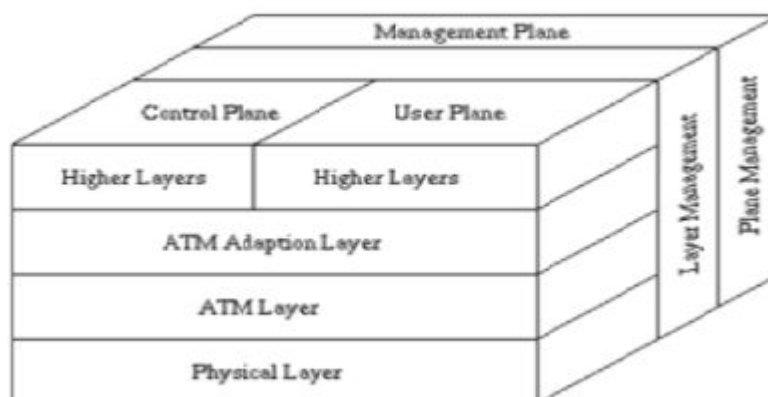 Management Plane
Control Plane
User Plane
Higher Layers
Higher Layers
ATM Adaption Layer
ATM Layer
Physical Layer
Layer Management
Plane Management